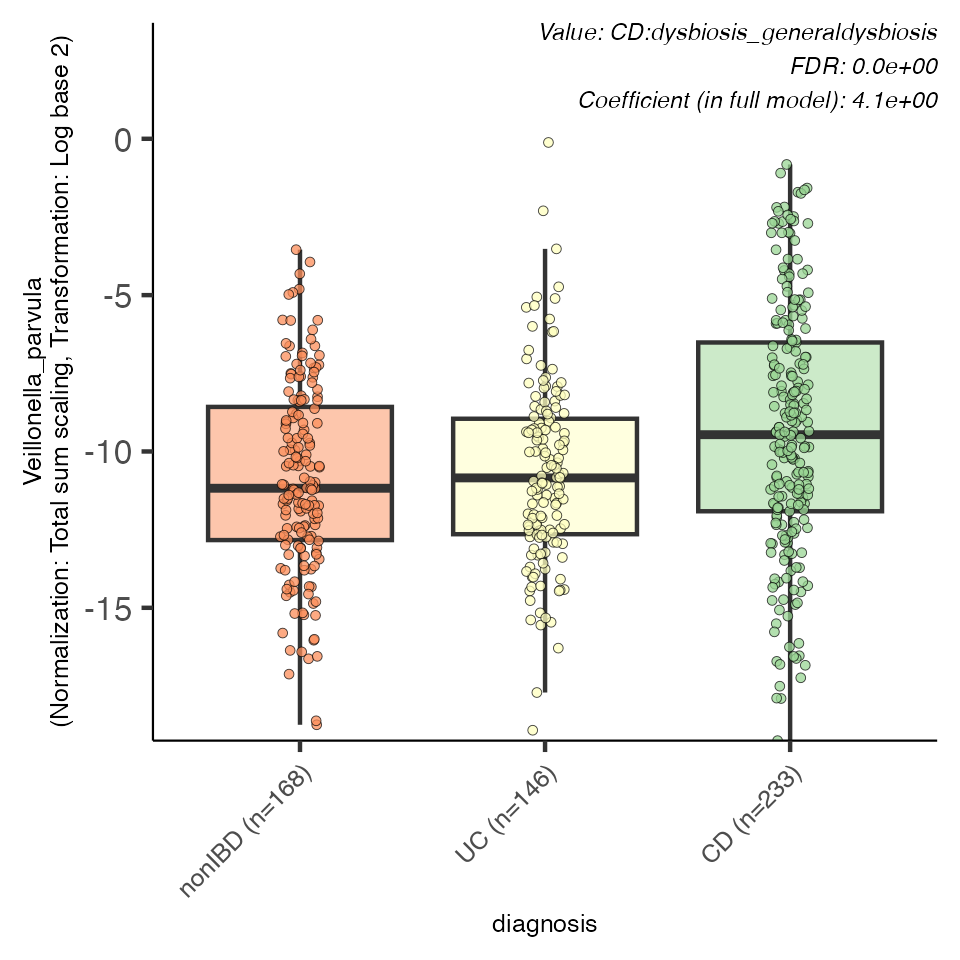 Value: CD:dysbiosis_generaldysbiosis
FDR: 0.0e+00
Coefficient (in full model): 4.1e+00
Veillonella_parvula
(Normalization: Total sum scaling, Transformation: Log base 2)
0
-5
-10
-15
nonIBD (n=168)
UC (n=146)
CD (n=233)
diagnosis